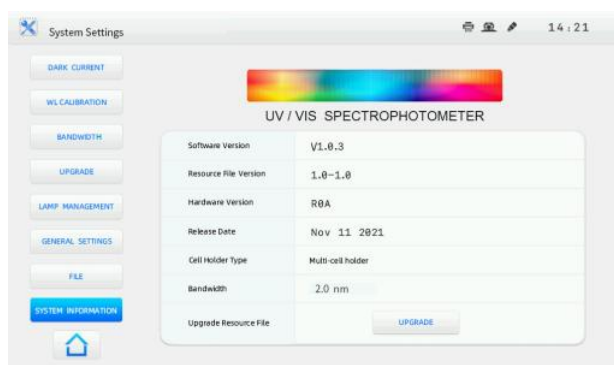 System Settings
14:21
DARK CURRENT
WL CALIBRATION
BANDWIDTH
UPGRADE
LAMP MANAGEMENT
GENERAL SETTINGS
FILE
SYSTEM INFORMATION
UV / VIS SPECTROPHOTOMETER
Software Version V1.0.3
Resource File Version 1.0-1.0
Hardware Version R0A
Release Date Nov 11 2021
Cell Holder Type Multi-cell holder
Bandwidth 2.0 nm
Upgrade Resource File UPGRADE